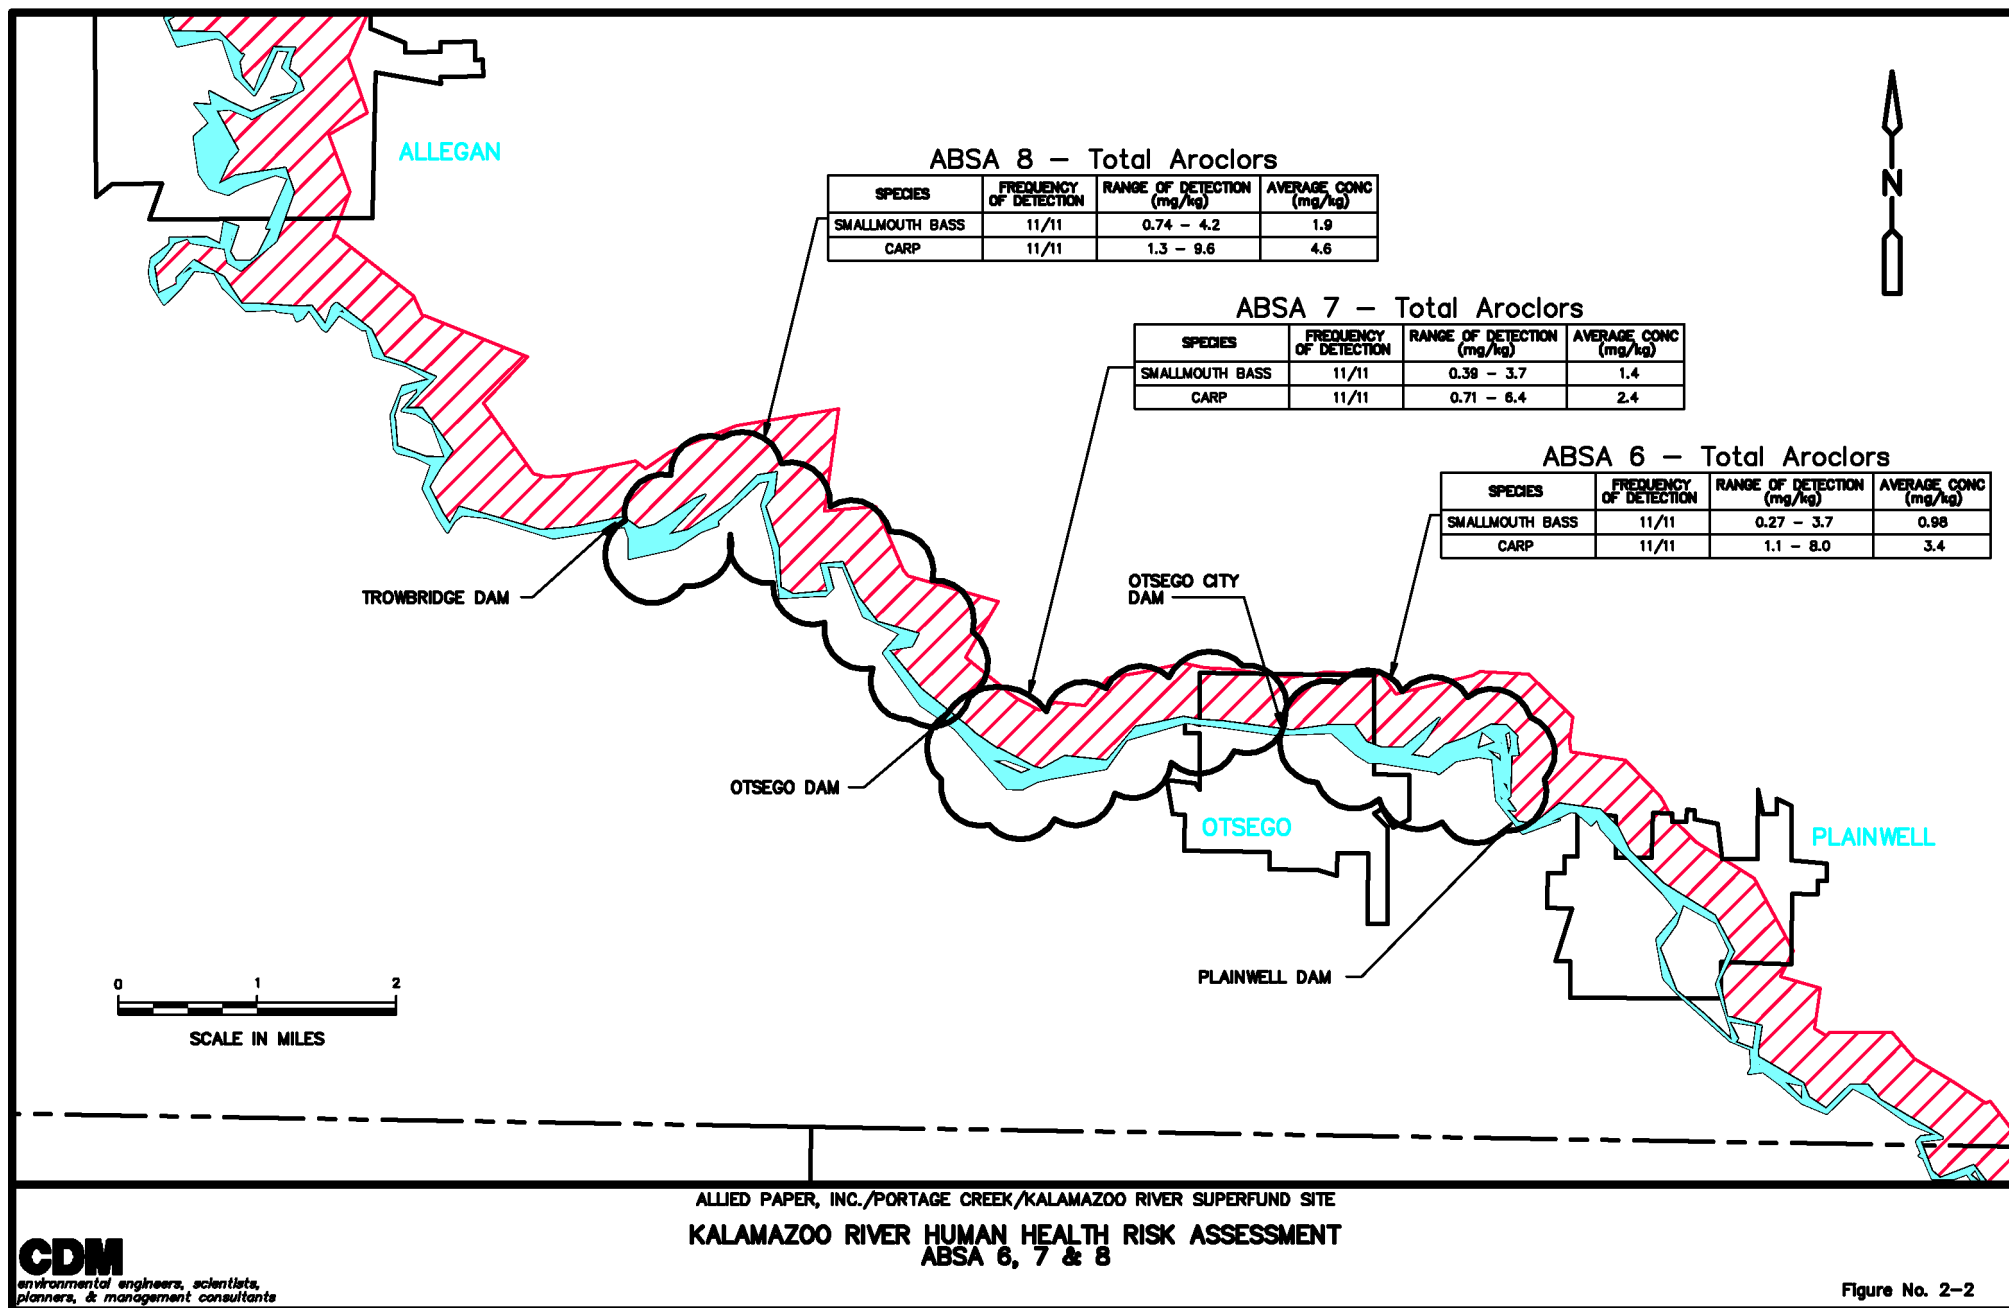 ALLEGAN
ABSA 8 – Total Aroclors
SPECIES FREQUENCY OF DETECTION RANGE OF DETECTION (mg/kg) AVERAGE CONC (mg/kg)
SMALLMOUTH BASS 11/11 0.74 – 4.2 1.9
CARP 11/11 1.3 – 9.6 4.6
N
ABSA 7 – Total Aroclors
SPECIES FREQUENCY OF DETECTION RANGE OF DETECTION (mg/kg) AVERAGE CONC (mg/kg)
SMALLMOUTH BASS 11/11 0.39 – 3.7 1.4
CARP 11/11 0.71 – 6.4 2.4
ABSA 6 – Total Aroclors
SPECIES FREQUENCY OF DETECTION RANGE OF DETECTION (mg/kg) AVERAGE CONC (mg/kg)
SMALLMOUTH BASS 11/11 0.27 – 3.7 0.98
CARP 11/11 1.1 – 8.0 3.4
TROWBRIDGE DAM
OTSEGO CITY
DAM
OTSEGO DAM
OTSEGO
PLAINWELL
PLAINWELL DAM
0 1 2
SCALE IN MILES
ALLIED PAPER, INC./PORTAGE CREEK/KALAMAZOO RIVER SUPERFUND SITE
KALAMAZOO RIVER HUMAN HEALTH RISK ASSESSMENT
ABSA 6, 7 & 8
CDM
environmental engineers, scientists,
planners, & management consultants
Figure No. 2–2